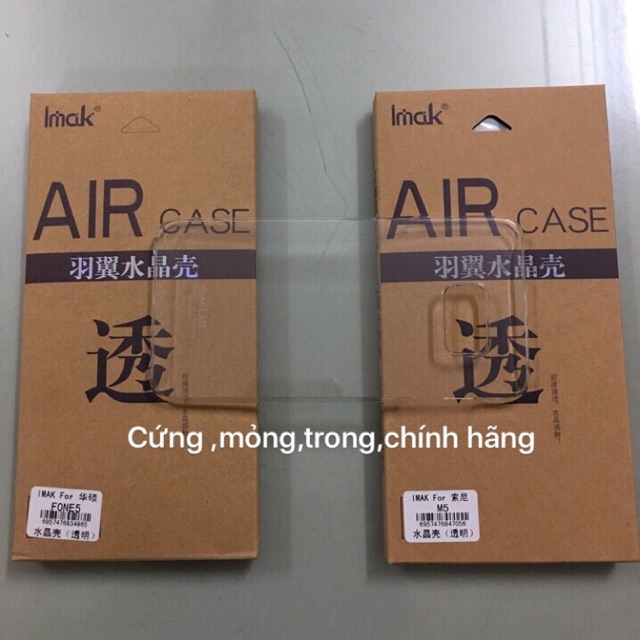 Imak®
AIR CASE
羽翼水晶壳
透
IMAK For 华硕
FONE5
6957476834865
水晶壳（透明）
Imak®
AIR CASE
羽翼水晶壳
透
IMAK For 索尼
M5
6957476847056
水晶壳（透明）
Cứng ,mỏng,trong,chính hãng